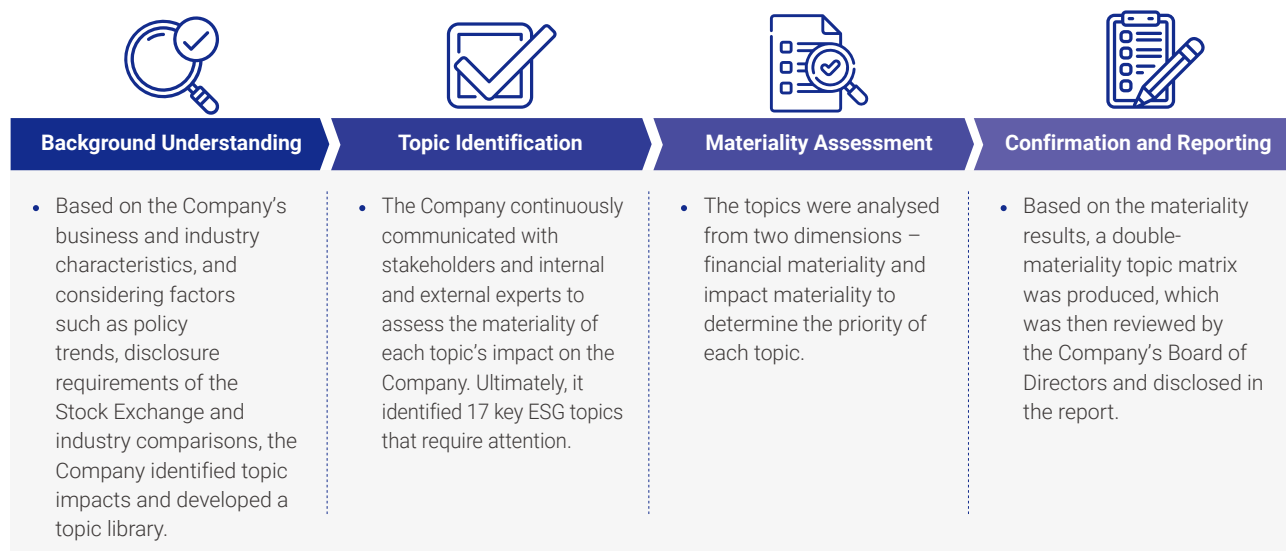 Background Understanding
Topic Identification
Materiality Assessment
Confirmation and Reporting
• Based on the Company's
business and industry
characteristics, and
considering factors
such as policy
trends, disclosure
requirements of the
Stock Exchange and
industry comparisons, the
Company identified topic
impacts and developed a
topic library.
• The Company continuously
communicated with
stakeholders and internal
and external experts to
assess the materiality of
each topic's impact on the
Company. Ultimately, it
identified 17 key ESG topics
that require attention.
• The topics were analysed
from two dimensions –
financial materiality and
impact materiality to
determine the priority of
each topic.
• Based on the materiality
results, a double-
materiality topic matrix
was produced, which
was then reviewed by
the Company's Board of
Directors and disclosed in
the report.